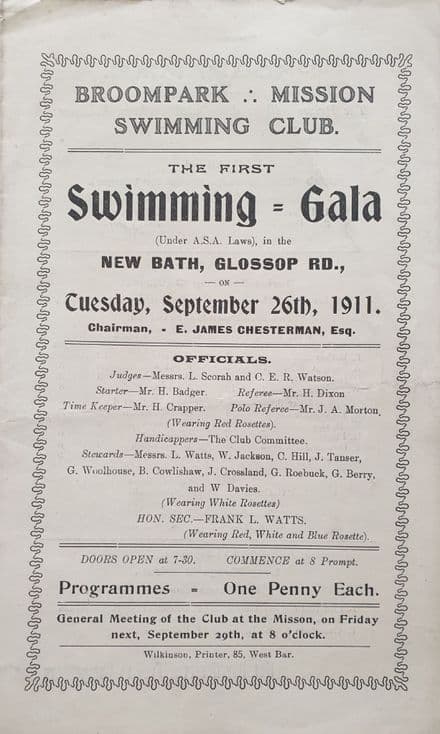 BROOMPARK ∴ MISSION
SWIMMING CLUB.
THE FIRST
Swimming = Gala
(Under A.S.A. Laws), in the
NEW BATH, GLOSSOP RD.,
— ON —
Tuesday, September 26th, 1911.
Chairman, - E. JAMES CHESTERMAN, Esq.
OFFICIALS.
Judges—Messrs. L. Scorah and C. E. R. Watson.
Starter—Mr. H. Badger. Referee—Mr. H. Dixon
Time Keeper—Mr. H. Crapper. Polo Referee—Mr. J. A. Morton.
(Wearing Red Rosettes).
Handicappers—The Club Committee.
Stewards—Messrs. L. Watts, W. Jackson, C. Hill, J. Tanser,
G. Woolhouse, B. Cowlishaw, J. Crossland, G. Roebuck, G. Berry,
and W Davies.
(Wearing White Rosettes)
HON. SEC.—FRANK L. WATTS.
(Wearing Red, White and Blue Rosette).
DOORS OPEN at 7-30. COMMENCE at 8 Prompt.
Programmes = One Penny Each.
General Meeting of the Club at the Misson, on Friday
next, September 29th, at 8 o'clock.
Wilkinson, Printer, 85, West Bar.